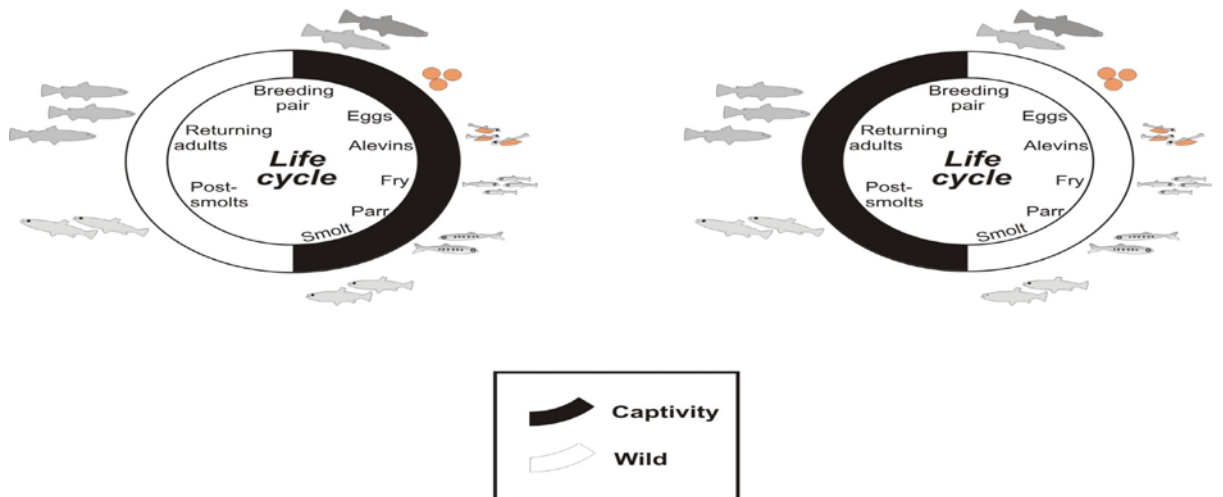 Breeding
pair
Eggs
Alevins
Fry
Parr
Smolt
Post-
smolts
Returning
adults
Life
cycle
Breeding
pair
Eggs
Alevins
Fry
Parr
Smolt
Post-
smolts
Returning
adults
Life
cycle
Captivity
Wild